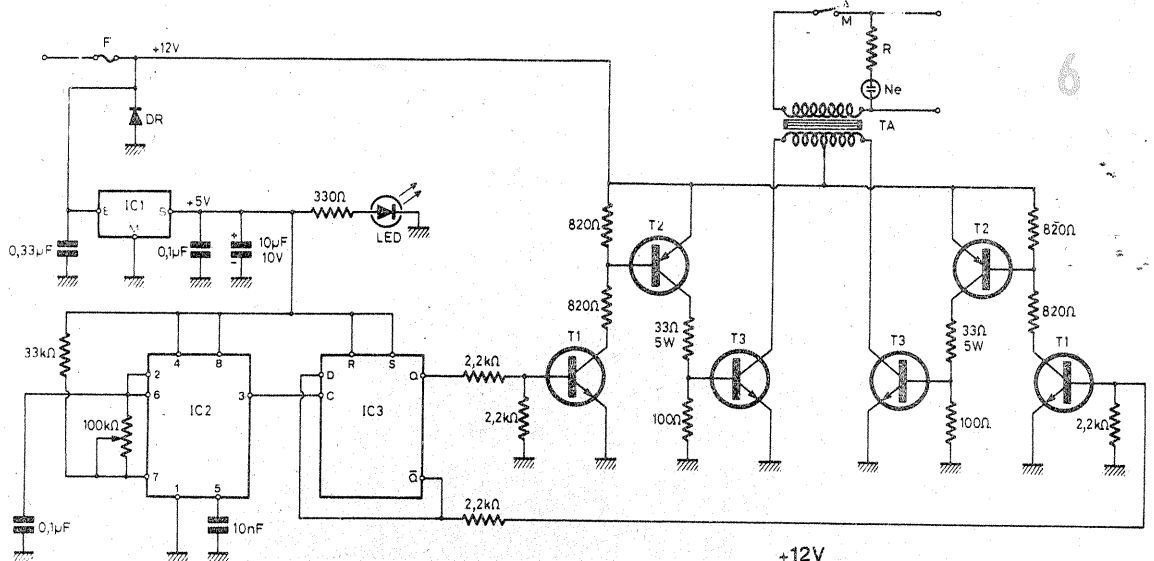 M
R
Ne
TA
6
F
+12V
DR
IC1
E
S
M
+5V
0,33µF
0,1µF
+
10µF
10V
-
330Ω
LED
820Ω
T2
820Ω
33Ω
5W
T1
T3
100Ω
2,2kΩ
2,2kΩ
T2
820Ω
820Ω
33Ω
5W
T3
T1
100Ω
2,2kΩ
33kΩ
4
8
2
6
IC2
3
100kΩ
7
1
5
0,1µF
10nF
R
S
D
Q
C
IC3
Q̅
2,2kΩ
+12V